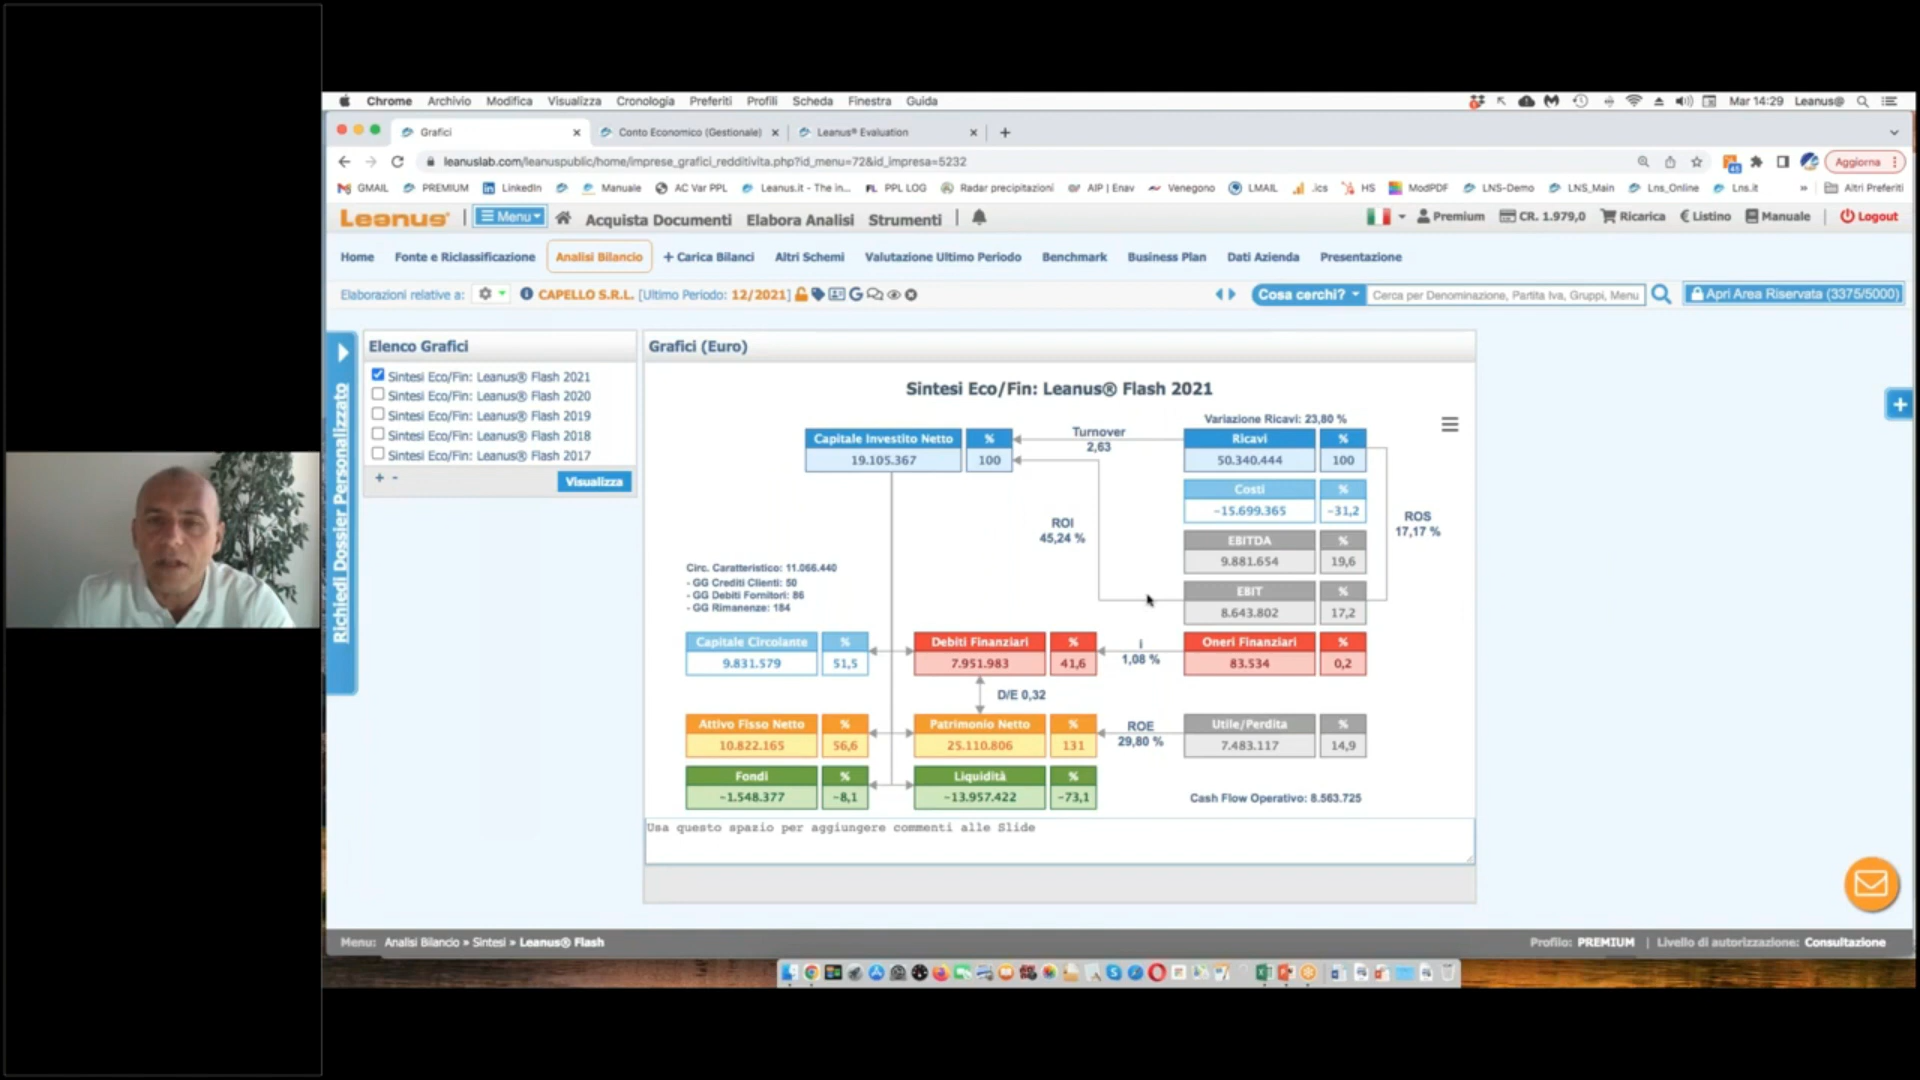 Chrome Archivio Modifica Visualizza Cronologia Preferiti Profili Scheda Finestra Guida Mar 14:29 Leanus@
Grafici Conto Economico (Gestionale) Leanus® Evaluation
leanuslab.com/leanuspublic/home/imprese_grafici_redditivita.php?id_menu=72&id_impresa=5232 Aggiorna
GMAIL PREMIUM LinkedIn Manuale AC Var PPL Leanus.it - The in... PPL LOG Radar precipitazioni AIP | Enav Venegono LMAIL .ics HS ModPDF LNS-Demo LNS_Main Lns_Online Lns.it » Altri Preferiti
Leanus® Menu Acquista Documenti Elabora Analisi Strumenti Premium CR. 1.979,0 Ricarica € Listino Manuale Logout
Home Fonte e Riclassificazione Analisi Bilancio + Carica Bilanci Altri Schemi Valutazione Ultimo Periodo Benchmark Business Plan Dati Azienda Presentazione
Elaborazioni relative a: CAPELLO S.R.L. [Ultimo Periodo: 12/2021] Cosa cerchi? Cerca per Denominazione, Partita Iva, Gruppi, Menu Apri Area Riservata (3375/5000)
Richiedi Dossier Personalizzato
Elenco Grafici
Sintesi Eco/Fin: Leanus® Flash 2021
Sintesi Eco/Fin: Leanus® Flash 2020
Sintesi Eco/Fin: Leanus® Flash 2019
Sintesi Eco/Fin: Leanus® Flash 2018
Sintesi Eco/Fin: Leanus® Flash 2017
+ - Visualizza
Grafici (Euro)
Sintesi Eco/Fin: Leanus® Flash 2021
Variazione Ricavi: 23,80 %
Capitale Investito Netto % Turnover Ricavi %
19.105.367 100 2,63 50.340.444 100
Costi %
-15.699.365 -31,2
ROI ROS
45,24 % 17,17 %
EBITDA %
9.881.654 19,6
Circ. Caratteristico: 11.066.440
- GG Crediti Clienti: 50
- GG Debiti Fornitori: 86
- GG Rimanenze: 184
EBIT %
8.643.802 17,2
Capitale Circolante % Debiti Finanziari % i Oneri Finanziari %
9.831.579 51,5 7.951.983 41,6 1,08 % 83.534 0,2
D/E 0,32
Attivo Fisso Netto % Patrimonio Netto % ROE Utile/Perdita %
10.822.165 56,6 25.110.806 131 29,80 % 7.483.117 14,9
Fondi % Liquidità %
-1.548.377 -8,1 -13.957.422 -73,1 Cash Flow Operativo: 8.563.725
Usa questo spazio per aggiungere commenti alle Slide
Menu: Analisi Bilancio » Sintesi » Leanus® Flash Profilo: PREMIUM | Livello di autorizzazione: Consultazione